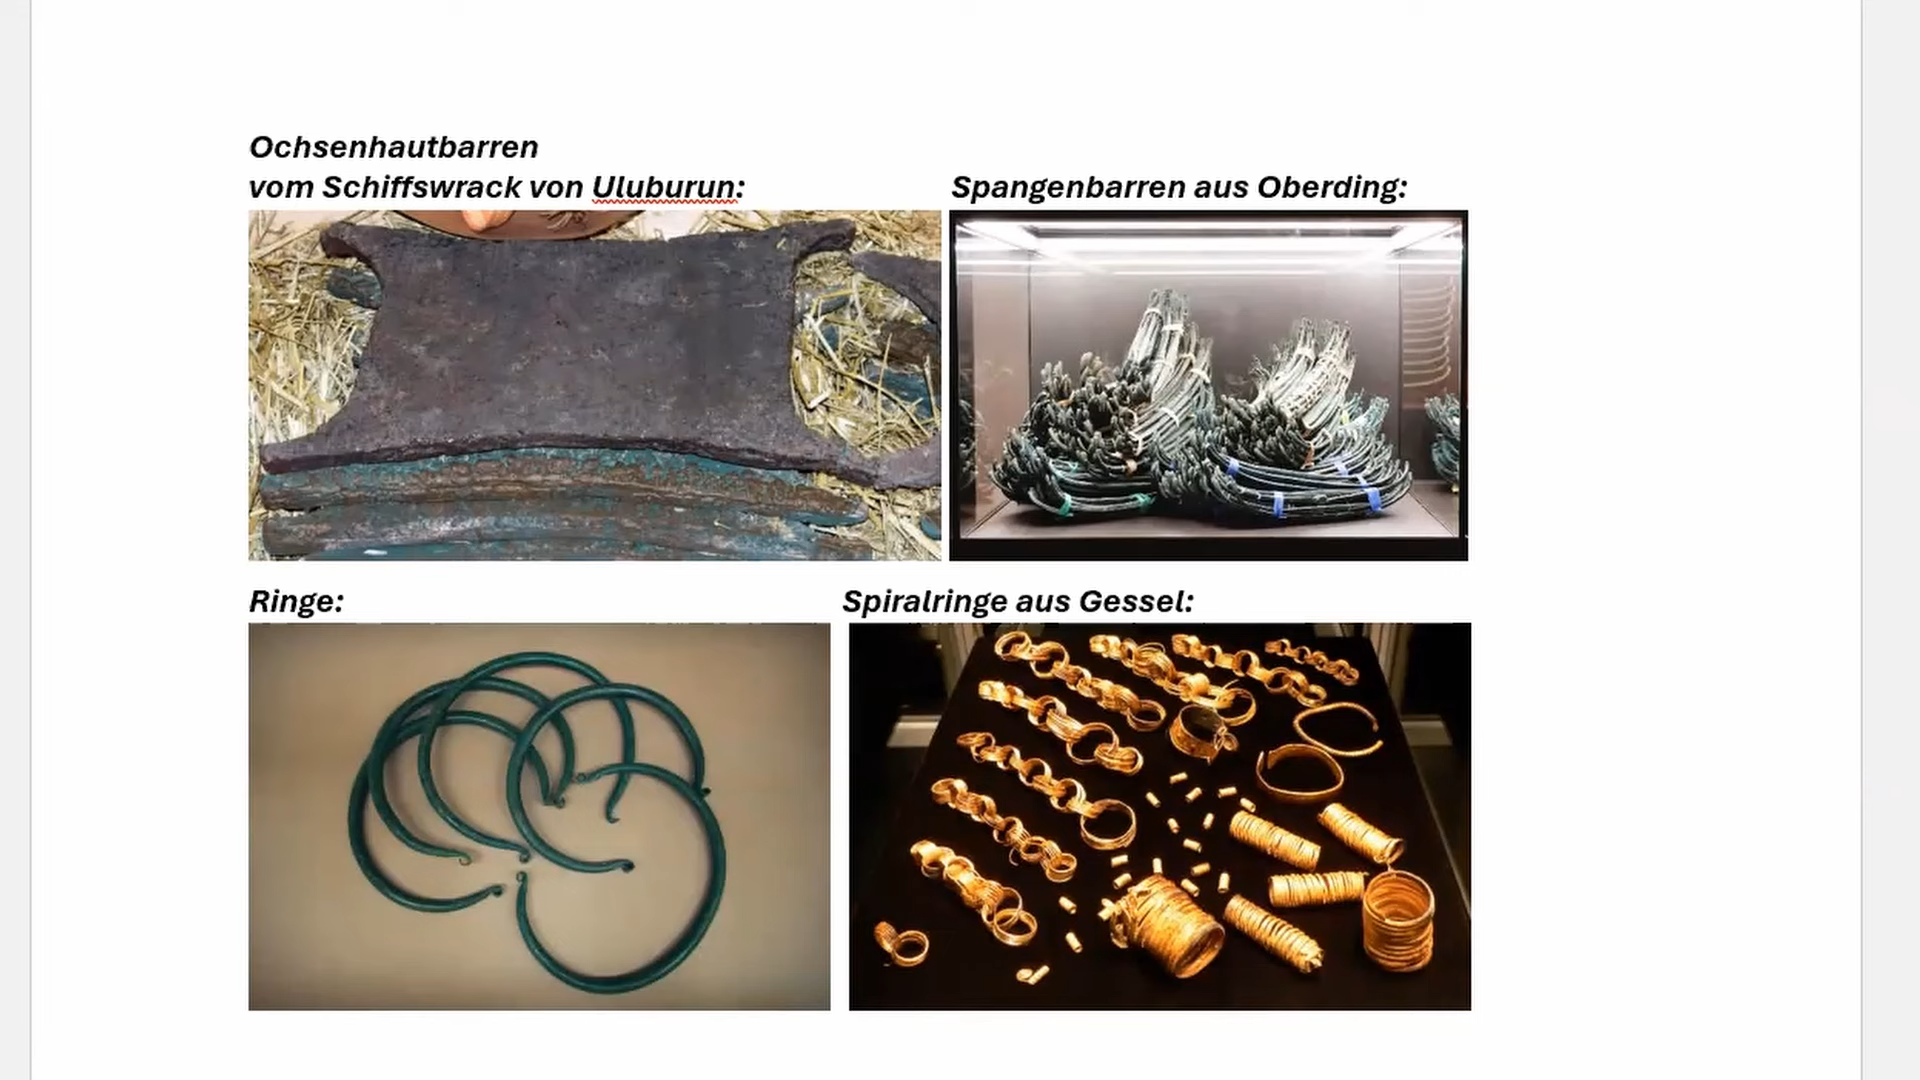 Ochsenhautbarren
vom Schiffswrack von Uluburun:
Spangenbarren aus Oberding:
Ringe:
Spiralringe aus Gessel: